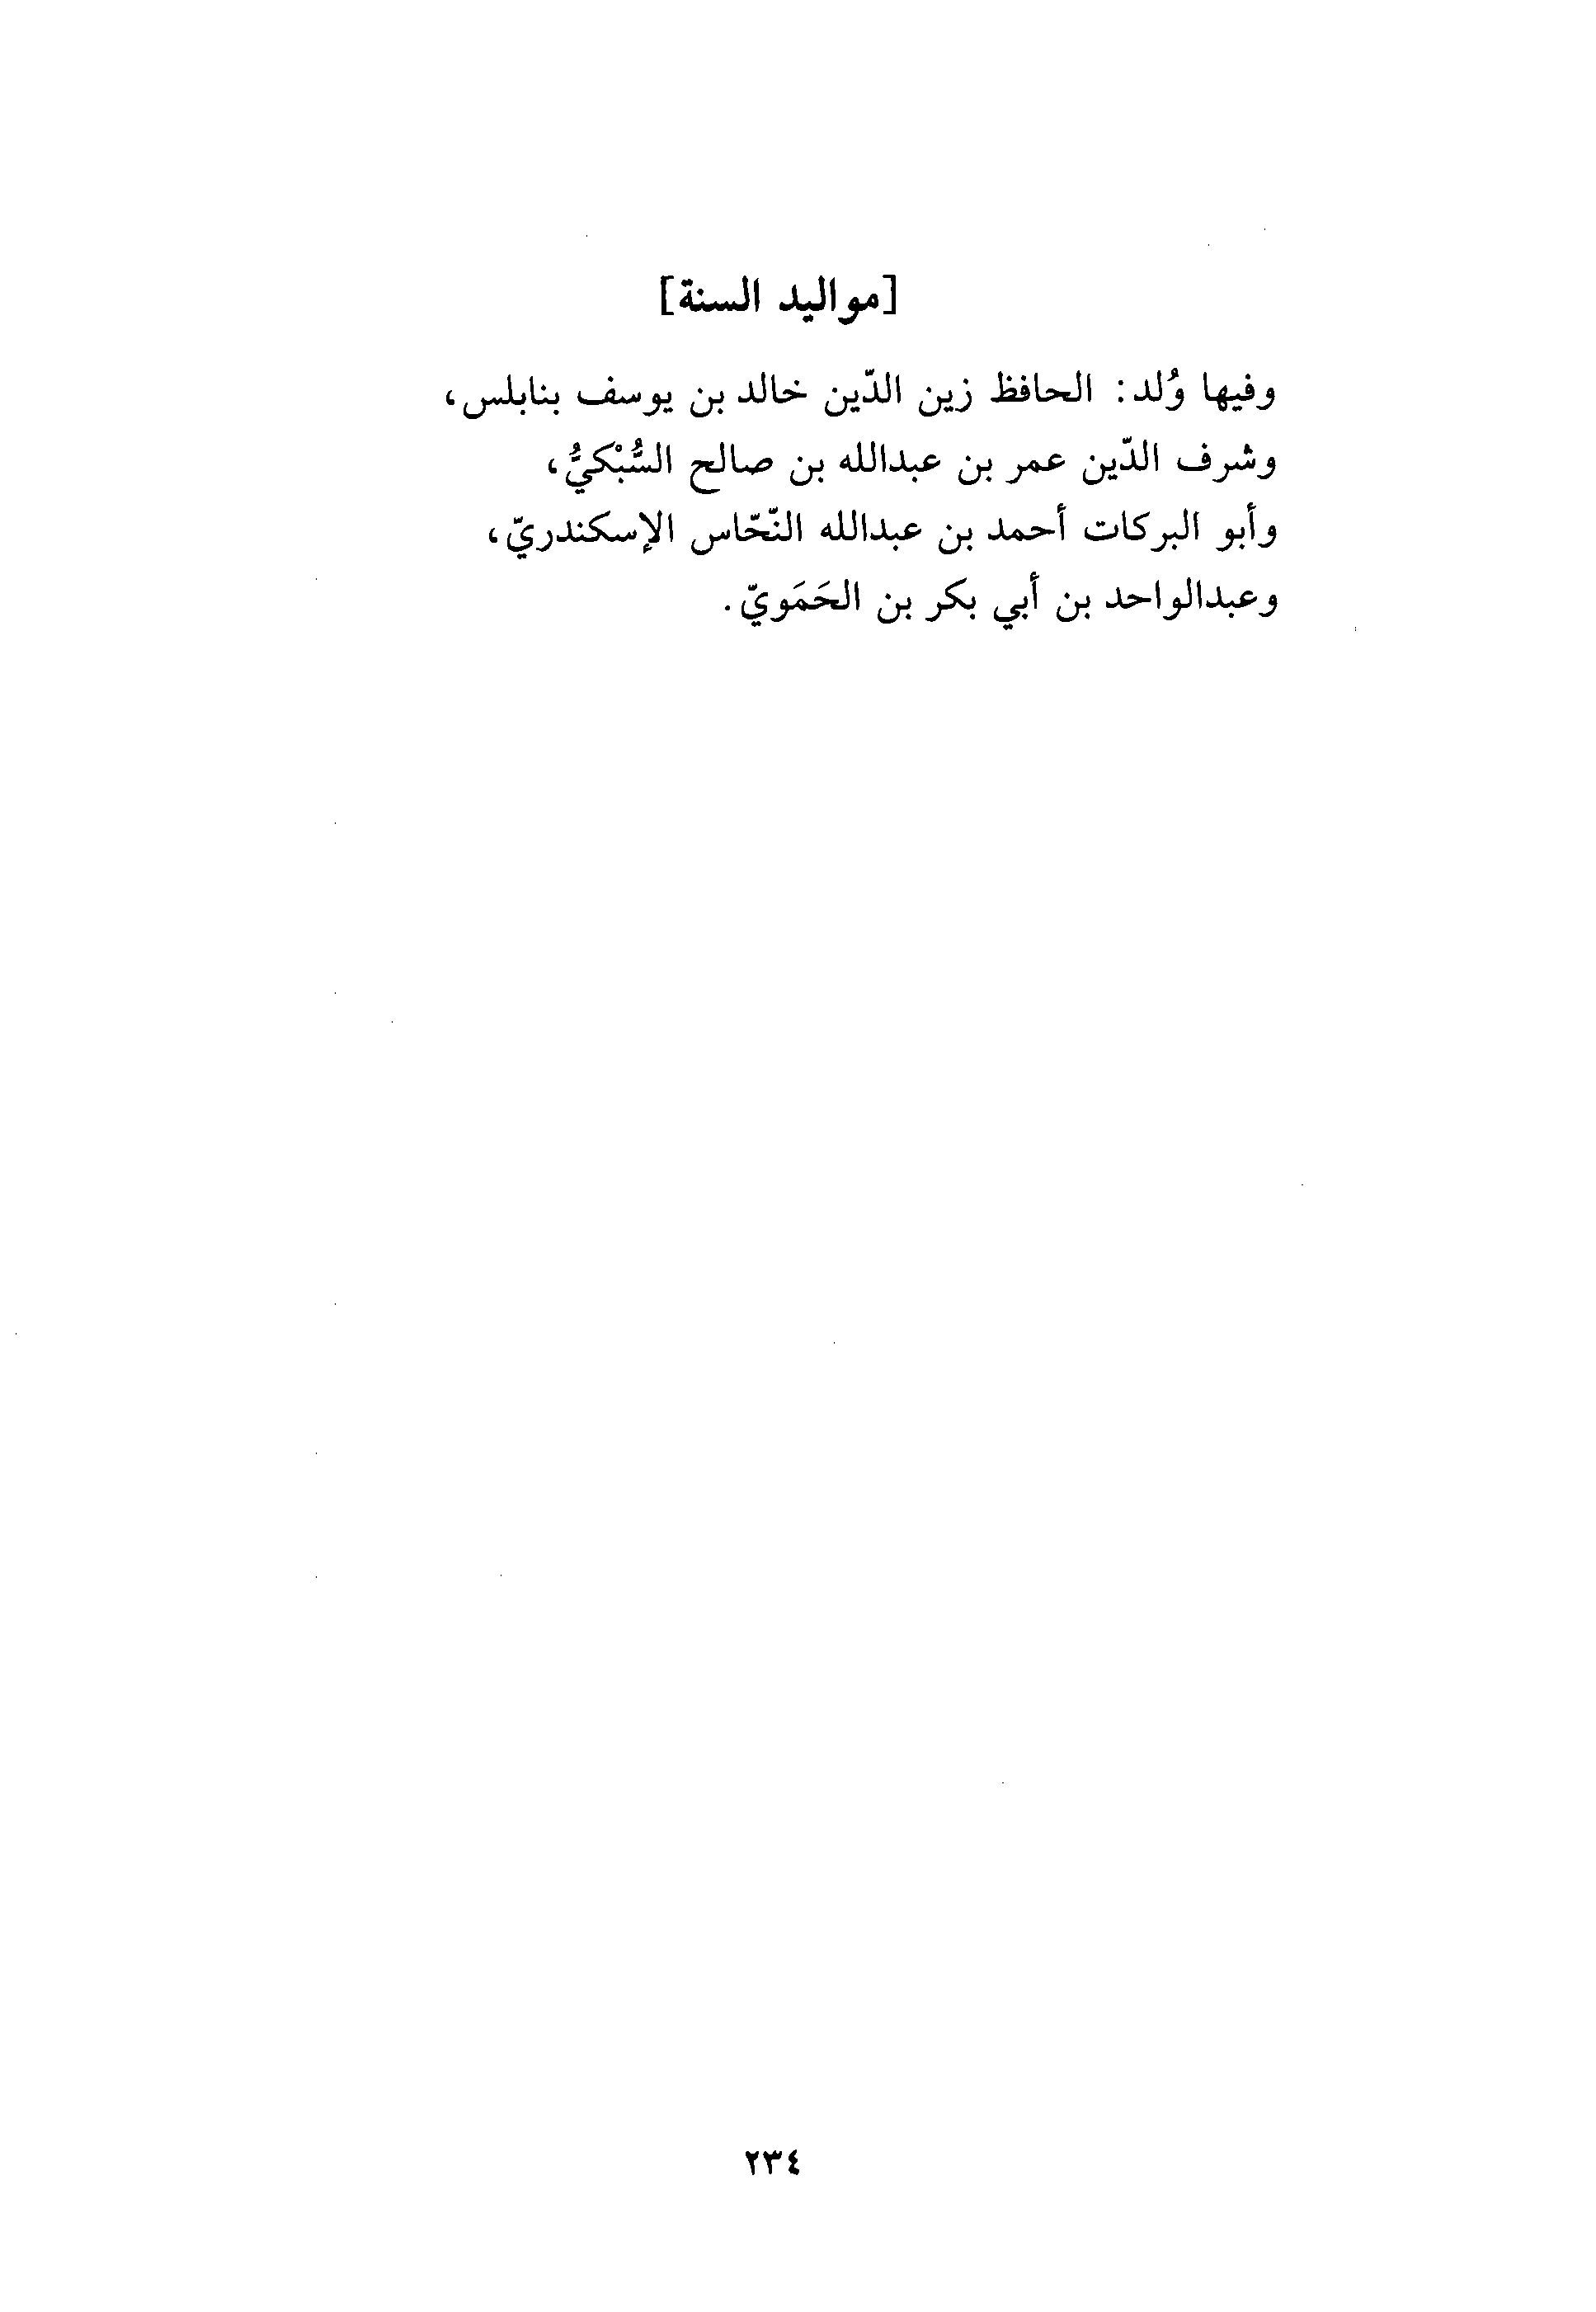 [مواليد السنة]
وفيها وُلد: الحافظ زين الدّين خالد بن يوسف بنابلس،
وشرف الدّين عمر بن عبدالله بن صالح السُّبْكيُّ،
وأبو البركات أحمد بن عبدالله النّحّاس الإسكندريّ،
وعبدالواحد بن أبي بكر بن الحَمَويّ.
٢٣٤